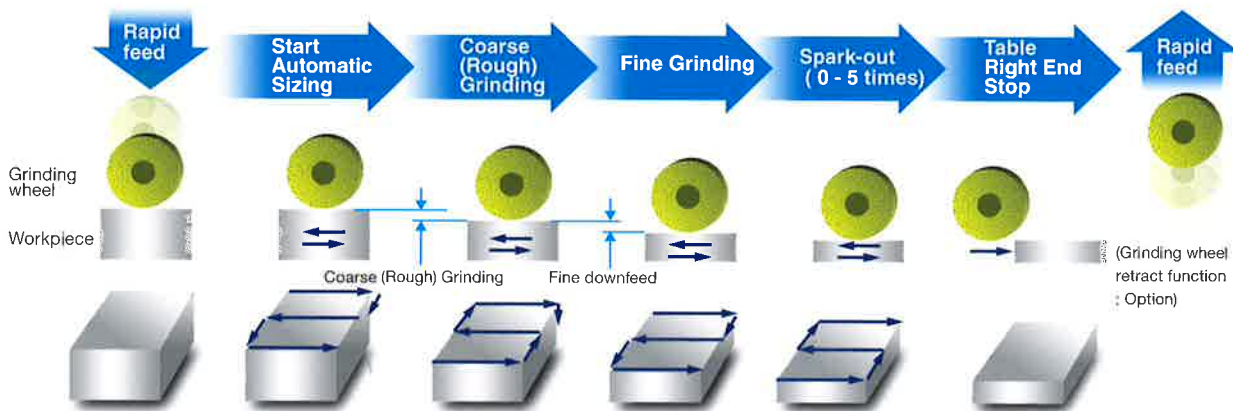 Rapid
feed
Start
Automatic
Sizing
Coarse
(Rough)
Grinding
Fine Grinding
Spark-out
( 0 - 5 times)
Table
Right End
Stop
Rapid
feed
Grinding
wheel
Workpiece
Coarse (Rough) Grinding
Fine downfeed
(Grinding wheel
retract function
: Option)